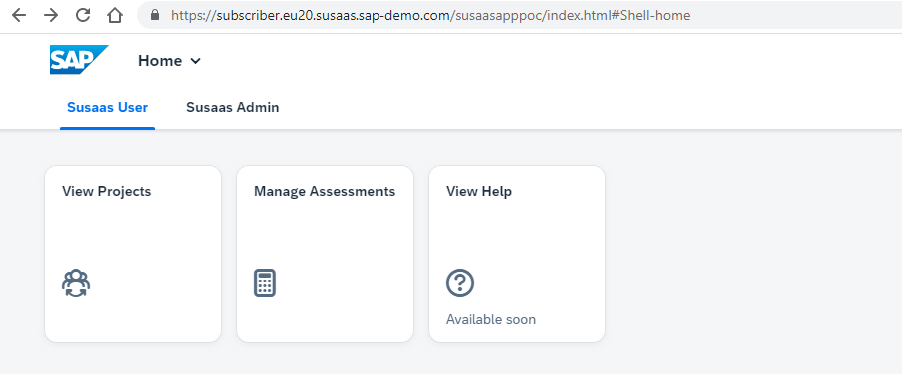 https://subscriber.eu20.susaas.sap-demo.com/susaasapppoc/index.html#Shell-home
SAP Home
Susaas User Susaas Admin
View Projects Manage Assessments View Help
Available soon